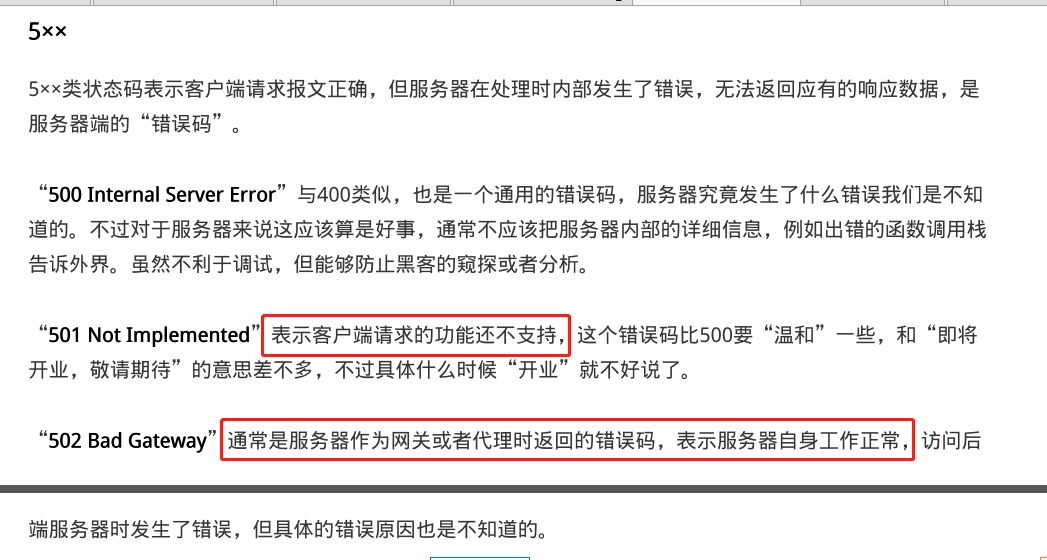 5××
5××类状态码表示客户端请求报文正确，但服务器在处理时内部发生了错误，无法返回应有的响应数据，是
服务器端的“错误码”。
“500 Internal Server Error”与400类似，也是一个通用的错误码，服务器究竟发生了什么错误我们是不知
道的。不过对于服务器来说这应该算是好事，通常不应该把服务器内部的详细信息，例如出错的函数调用栈
告诉外界。虽然不利于调试，但能够防止黑客的窥探或者分析。
“501 Not Implemented”表示客户端请求的功能还不支持，这个错误码比500要“温和”一些，和“即将
开业，敬请期待”的意思差不多，不过具体什么时候“开业”就不好说了。
“502 Bad Gateway”通常是服务器作为网关或者代理时返回的错误码，表示服务器自身工作正常，访问后
端服务器时发生了错误，但具体的错误原因也是不知道的。